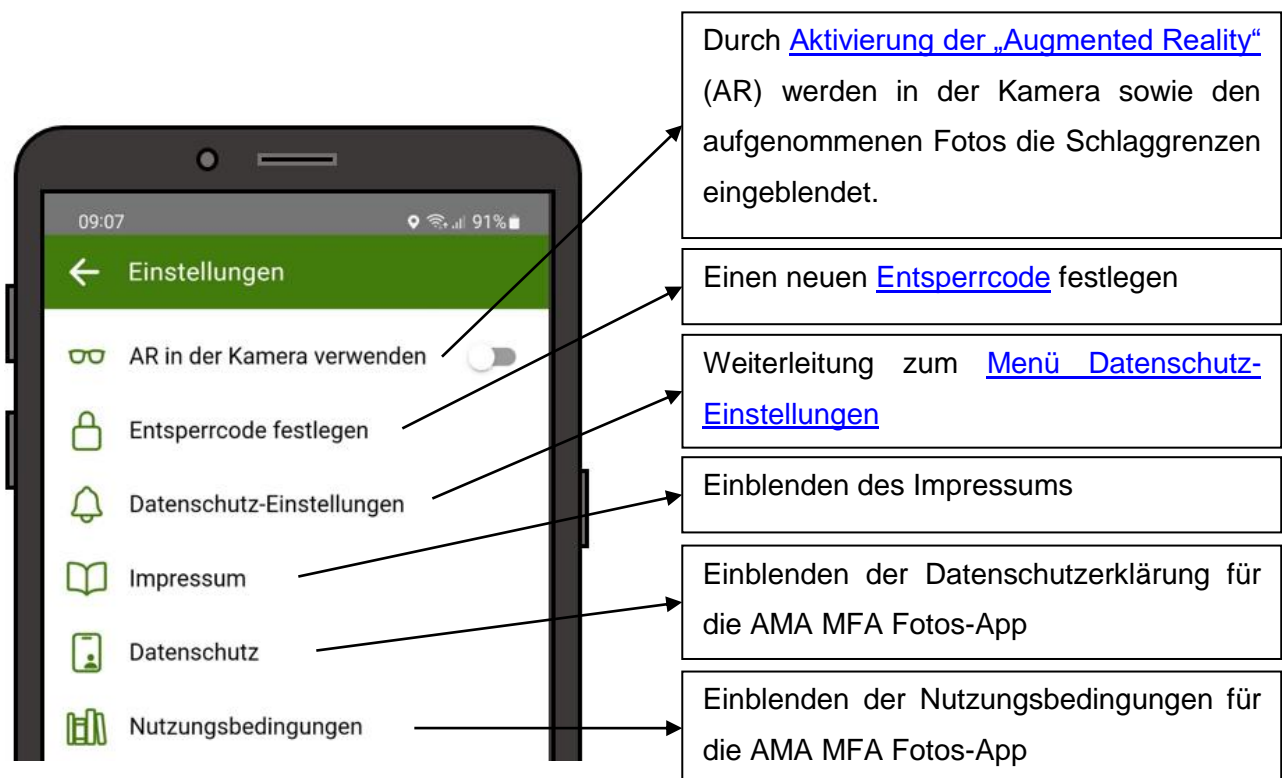 Durch Aktivierung der „Augmented Reality“
(AR) werden in der Kamera sowie den
aufgenommenen Fotos die Schlaggrenzen
eingeblendet.
09:07
91%
Einstellungen
Einen neuen Entsperrcode festlegen
AR in der Kamera verwenden
Weiterleitung zum Menü Datenschutz-
Einstellungen
Entsperrcode festlegen
Datenschutz-Einstellungen
Einblenden des Impressums
Impressum
Einblenden der Datenschutzerklärung für
die AMA MFA Fotos-App
Datenschutz
Einblenden der Nutzungsbedingungen für
die AMA MFA Fotos-App
Nutzungsbedingungen